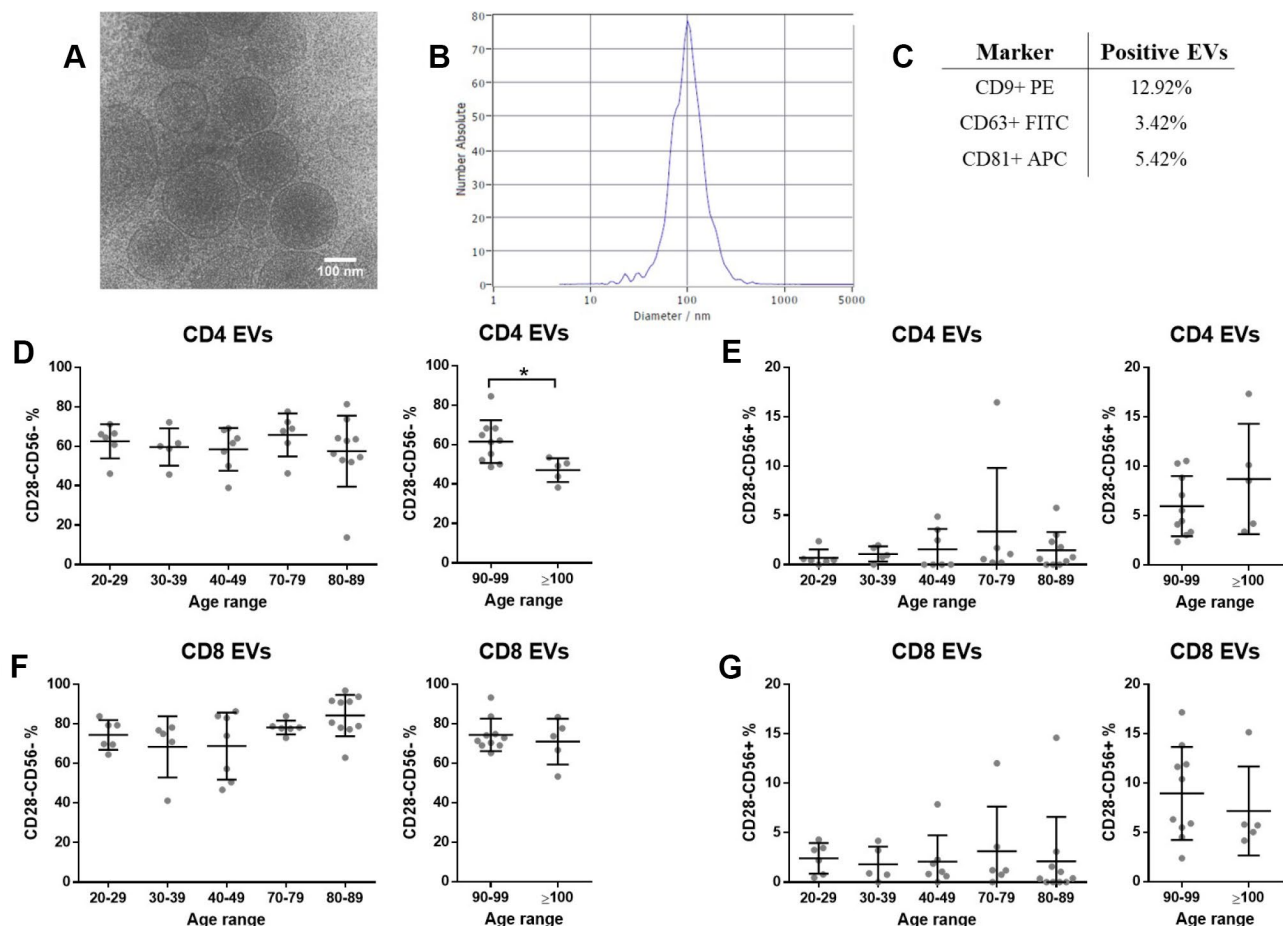 A
100 nm
B
Number Absolute
80
70
60
50
40
30
20
10
0
1
10
100
1000
5000
Diameter / nm
C
Marker
Positive EVs
CD9+ PE
12.92%
CD63+ FITC
3.42%
CD81+ APC
5.42%
D
CD4 EVs
CD28-CD56- %
100
80
60
40
20
0
20-29
30-39
40-49
70-79
80-89
Age range
CD4 EVs
CD28-CD56- %
100
80
60
40
20
0
*
90-99
≥100
Age range
E
CD4 EVs
CD28-CD56+ %
20
15
10
5
0
20-29
30-39
40-49
70-79
80-89
Age range
CD4 EVs
CD28-CD56+ %
20
15
10
5
0
90-99
≥100
Age range
F
CD8 EVs
CD28-CD56- %
100
80
60
40
20
0
20-29
30-39
40-49
70-79
80-89
Age range
CD8 EVs
CD28-CD56- %
100
80
60
40
20
0
90-99
≥100
Age range
G
CD8 EVs
CD28-CD56+ %
20
15
10
5
0
20-29
30-39
40-49
70-79
80-89
Age range
CD8 EVs
CD28-CD56+ %
20
15
10
5
0
90-99
≥100
Age range